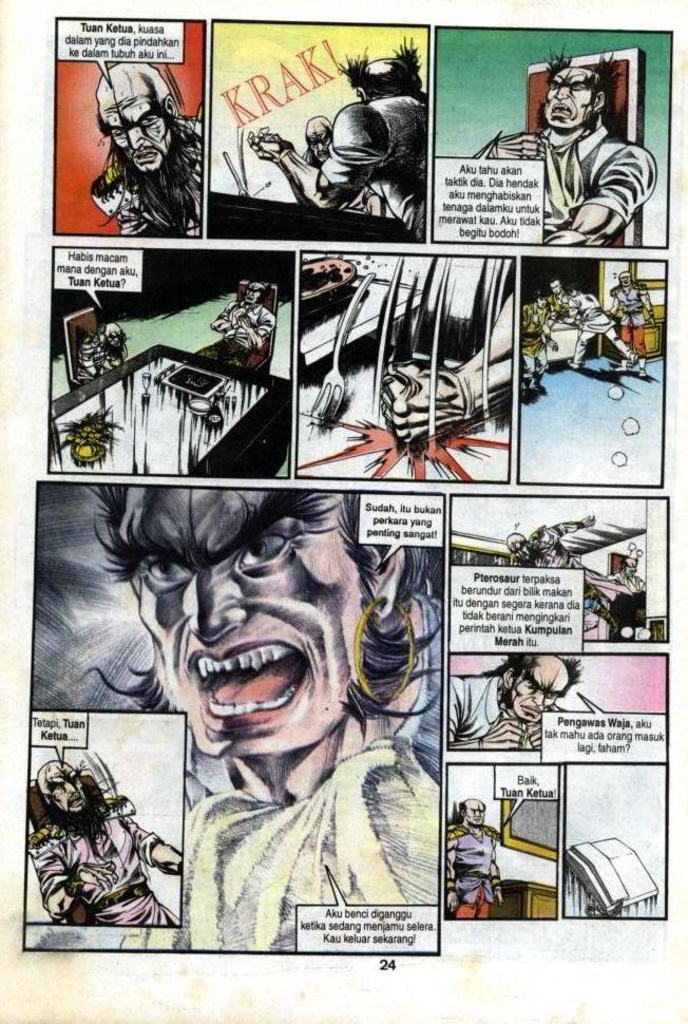 Tuan Ketua, kuasa
dalam yang dia pindahkan
ke dalam tubuh aku ini...
KRAK!
Aku tahu akan
taktik dia. Dia hendak
aku menghabiskan
tenaga dalamku untuk
merawat kau. Aku tidak
begitu bodoh!
Habis macam
mana dengan aku,
Tuan Ketua?
Sudah, itu bukan
perkara yang
penting sangat!
Tetapi, Tuan
Ketua....
Aku benci diganggu
ketika sedang menjamu selera.
Kau keluar sekarang!
Pterosaur terpaksa
berundur dari bilik makan
itu dengan segera kerana dia
tidak berani mengingkari
perintah ketua Kumpulan
Merah itu.
Pengawas Waja, aku
tak mahu ada orang masuk
lagi, faham?
Baik,
Tuan Ketua!
24